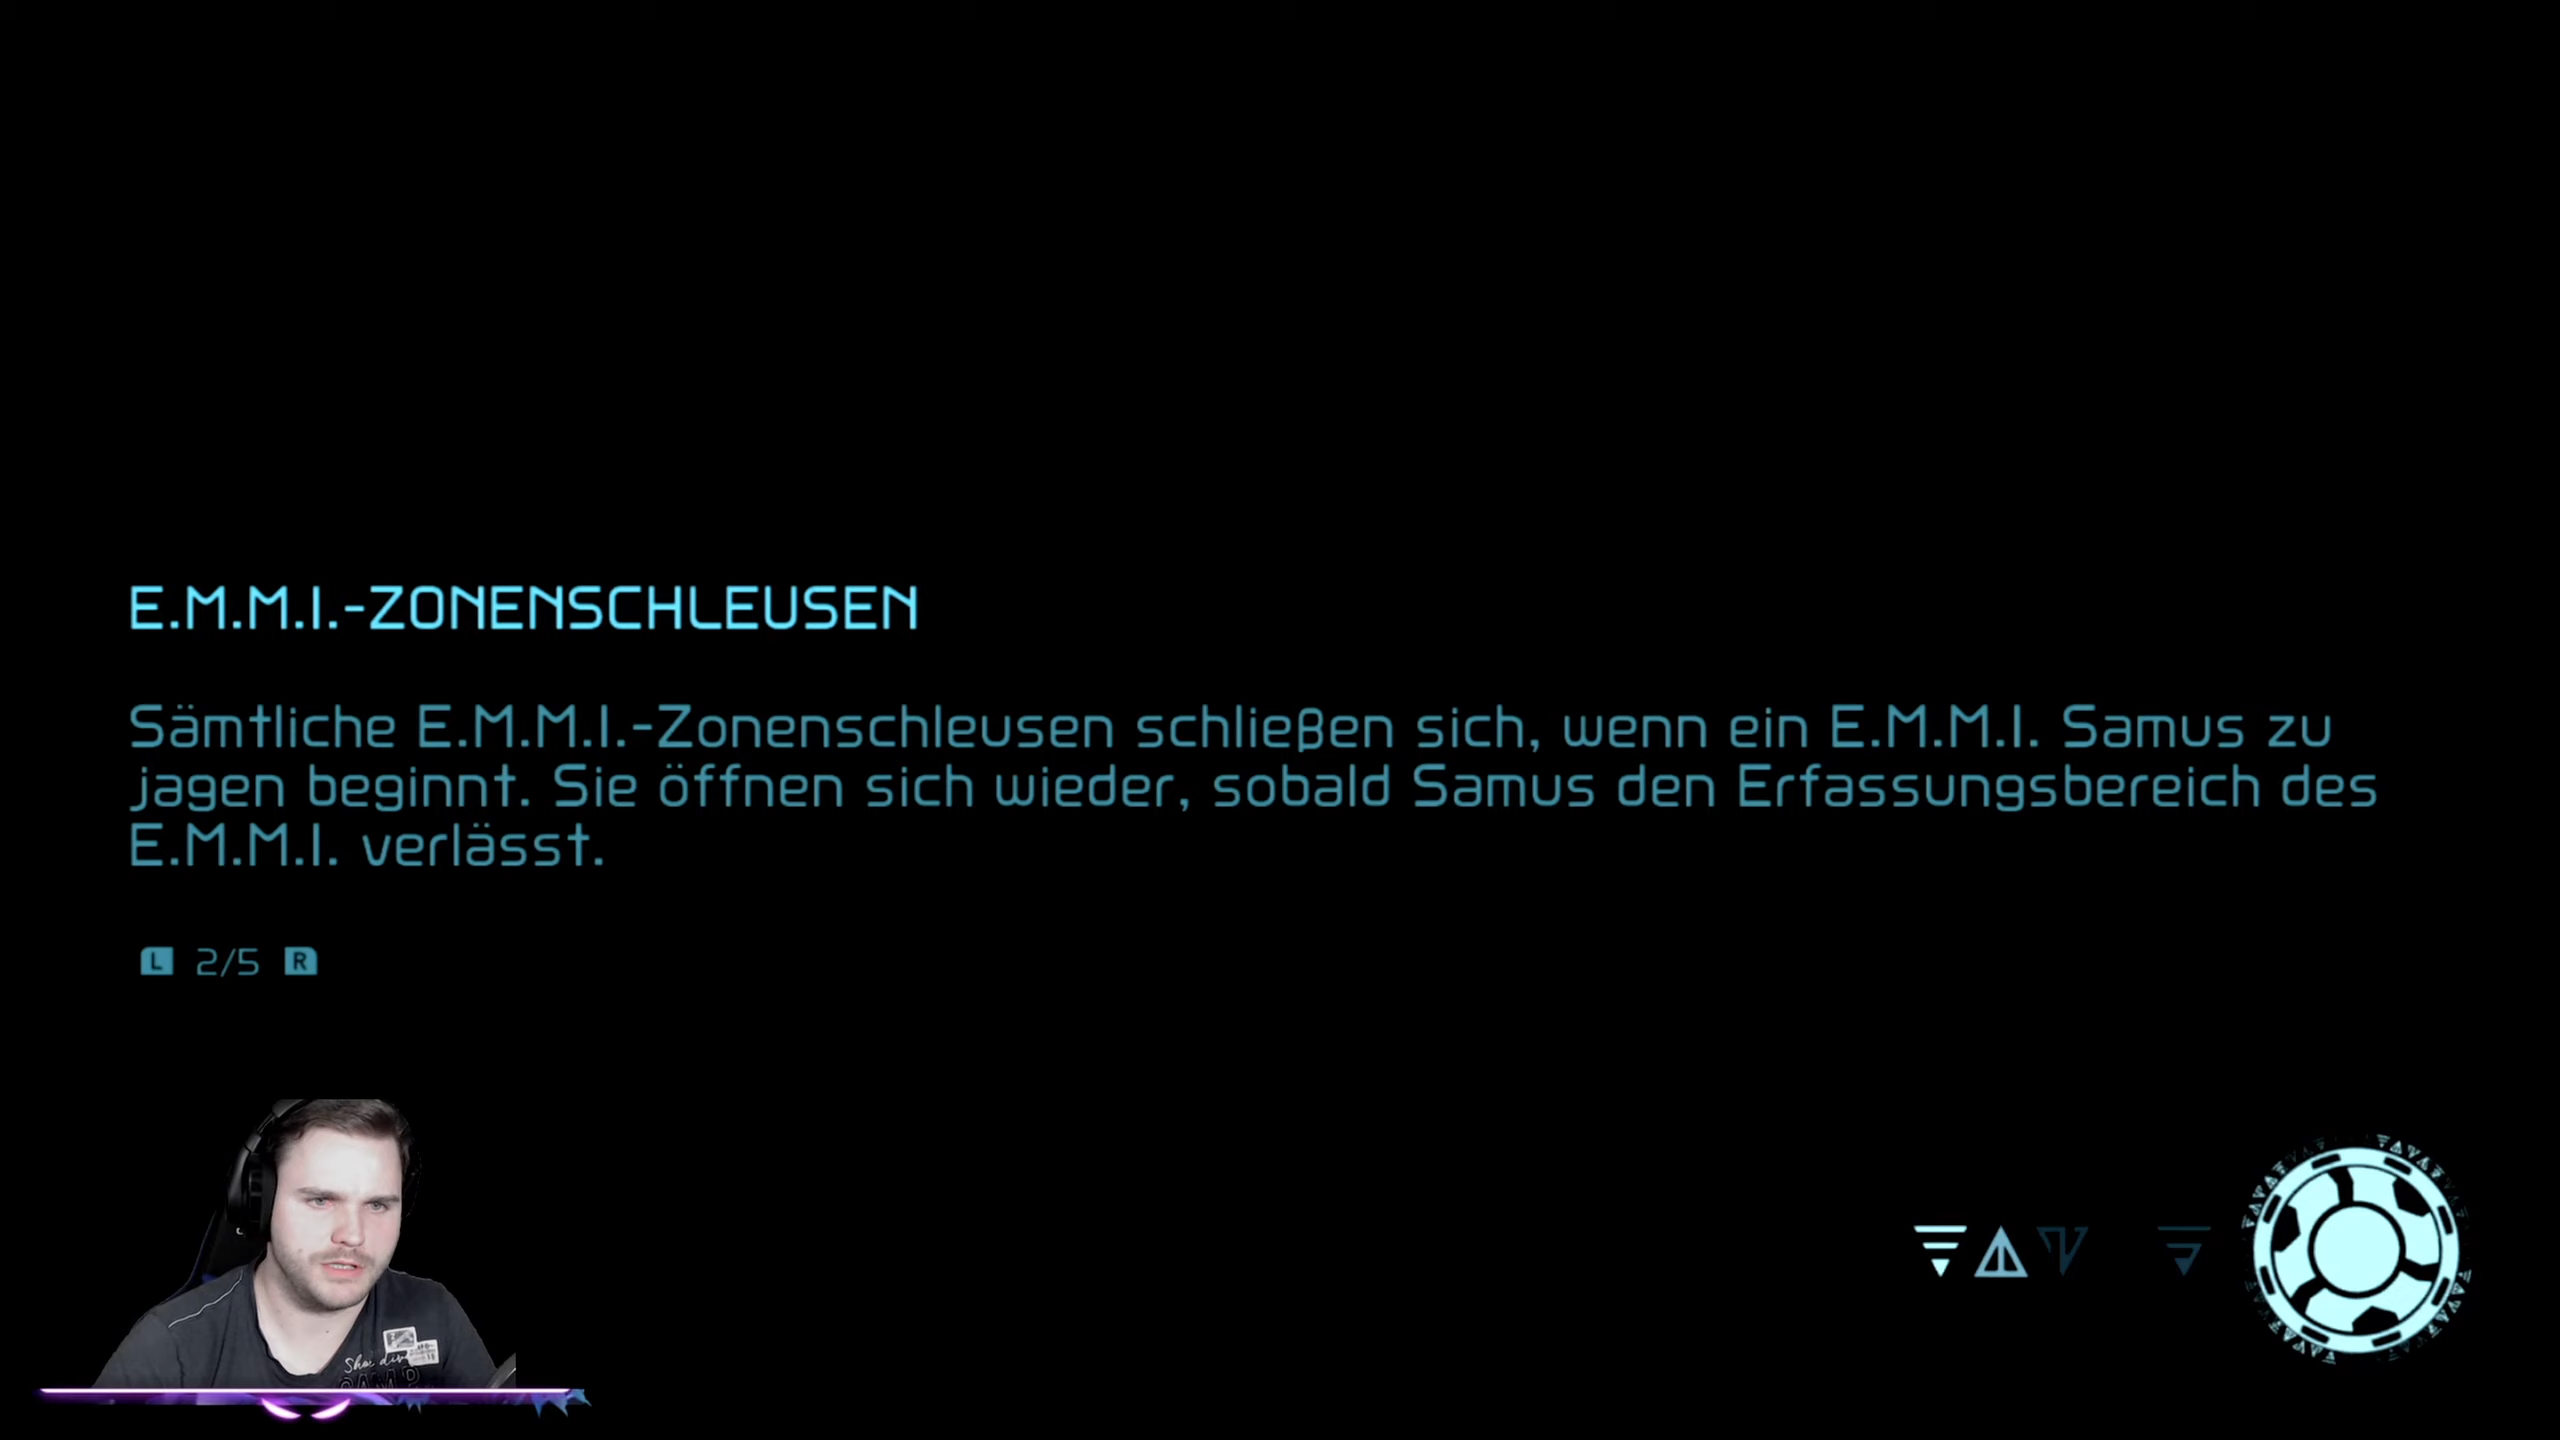 E.M.M.I.-ZONENSCHLEUSEN
Sämtliche E.M.M.I.-Zonenschleusen schließen sich, wenn ein E.M.M.I. Samus zu
jagen beginnt. Sie öffnen sich wieder, sobald Samus den Erfassungsbereich des
E.M.M.I. verlässt.
L 2/5 R